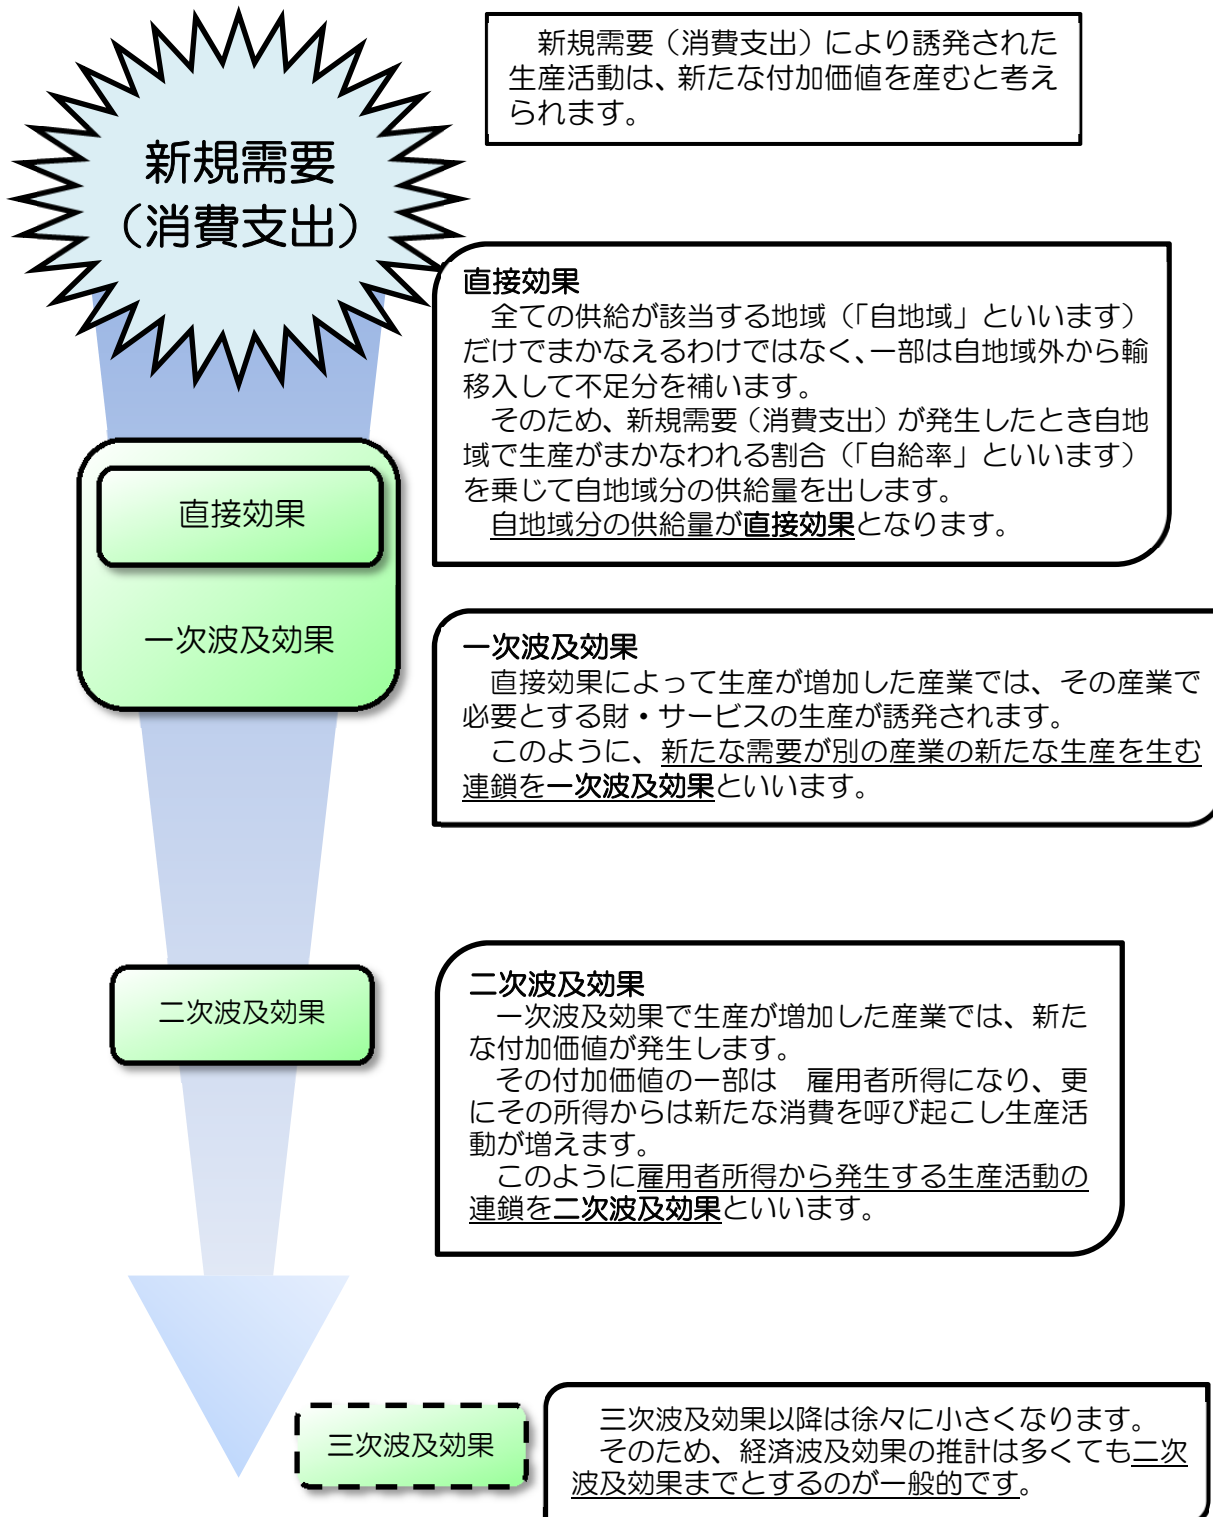 新規需要
（消費支出）
新規需要（消費支出）により誘発された
生産活動は、新たな付加価値を産むと考え
られます。
直接効果
全ての供給が該当する地域（「自地域」といいます）
だけでまかなえるわけではなく、一部は自地域外から輸
移入して不足分を補います。
そのため、新規需要（消費支出）が発生したとき自地
域で生産がまかなわれる割合（「自給率」といいます）
を乗じて自地域分の供給量を出します。
自地域分の供給量が直接効果となります。
直接効果
一次波及効果
一次波及効果
直接効果によって生産が増加した産業では、その産業で
必要とする財・サービスの生産が誘発されます。
このように、新たな需要が別の産業の新たな生産を生む
連鎖を一次波及効果といいます。
二次波及効果
二次波及効果
一次波及効果で生産が増加した産業では、新た
な付加価値が発生します。
その付加価値の一部は　雇用者所得になり、更
にその所得からは新たな消費を呼び起こし生産活
動が増えます。
このように雇用者所得から発生する生産活動の
連鎖を二次波及効果といいます。
三次波及効果
三次波及効果以降は徐々に小さくなります。
そのため、経済波及効果の推計は多くても二次
波及効果までとするのが一般的です。